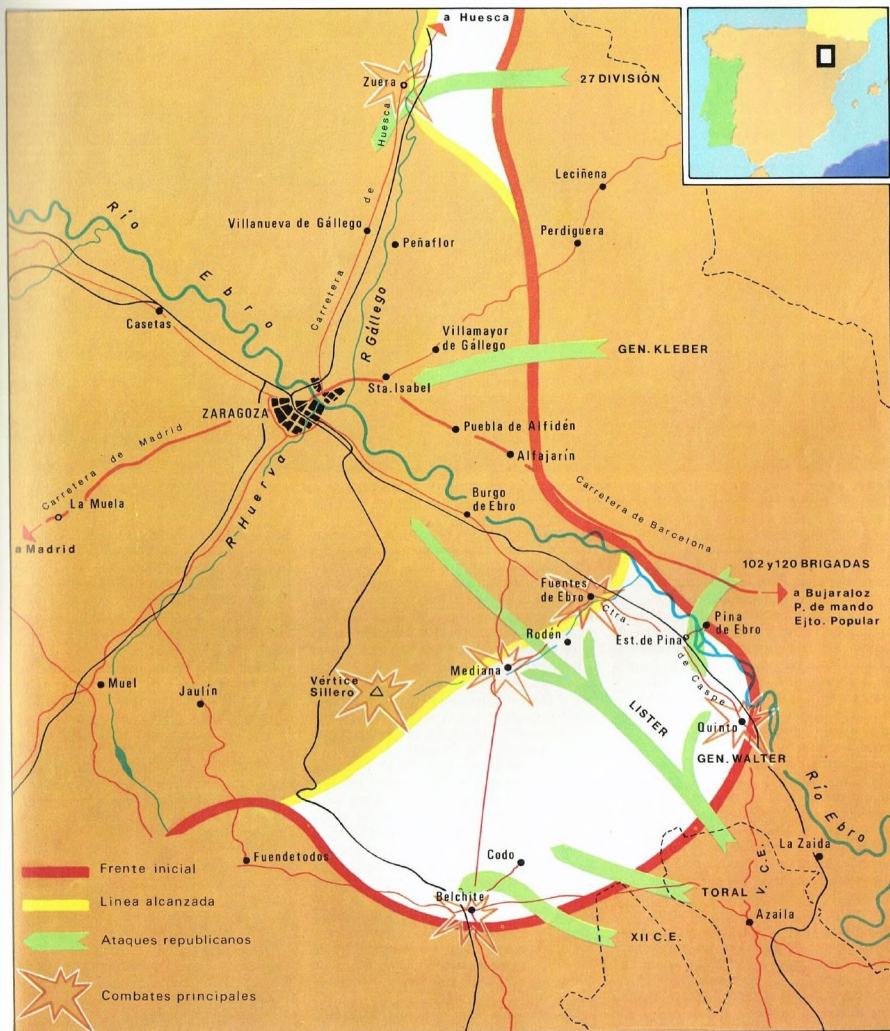 a Huesca
Zuera
27 DIVISIÓN
Huesca
de
Carretera
Leciñena
Río
Ebro
Villanueva de Gállego
Peñaflor
Perdiguera
R Gállego
Casetas
Villamayor
de Gállego
GEN. KLEBER
Sta. Isabel
ZARAGOZA
Puebla de Alfidén
Alfajarín
Carretera de Madrid
La Muela
a Madrid
R-Huerva
Burgo
de Ebro
Carretera de Barcelona
102 y 120 BRIGADAS
a Bujaraloz
P. de mando
Ejto. Popular
Fuentes
de Ebro
Ctra.
de Caspe
Pina
de Ebro
Est. de Pina
Rodén
Mediana
Vértice
Sillero
Muel
Jaulín
LISTER
Quinto
GEN. WALTER
Río Ebro
La Zaida
Fuendetodos
Codo
Belchite
TORAL
V. C.E.
Azaila
XII C.E.
Frente inicial
Linea alcanzada
Ataques republicanos
Combates principales